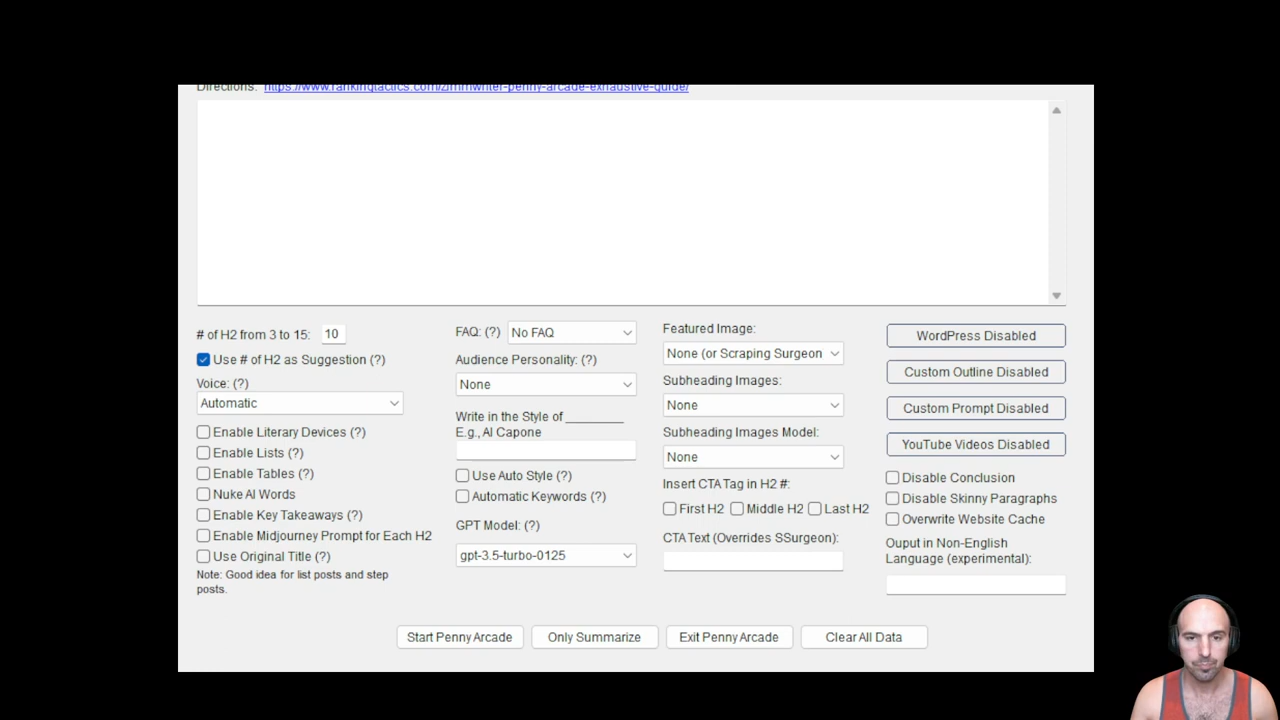 Directions: https://www.rankingtactics.com/zimmwriter-penny-arcade-exhaustive-guide/
# of H2 from 3 to 15: 10
Use # of H2 as Suggestion (?)
Voice: (?)
Automatic
Enable Literary Devices (?)
Enable Lists (?)
Enable Tables (?)
Nuke AI Words
Enable Key Takeaways (?)
Enable Midjourney Prompt for Each H2
Use Original Title (?)
Note: Good idea for list posts and step
posts.
FAQ: (?) No FAQ
Audience Personality: (?)
None
Write in the Style of ________
E.g., Al Capone
Use Auto Style (?)
Automatic Keywords (?)
GPT Model: (?)
gpt-3.5-turbo-0125
Featured Image:
None (or Scraping Surgeon
Subheading Images:
None
Subheading Images Model:
None
Insert CTA Tag in H2 #:
First H2 Middle H2 Last H2
CTA Text (Overrides SSurgeon):
WordPress Disabled
Custom Outline Disabled
Custom Prompt Disabled
YouTube Videos Disabled
Disable Conclusion
Disable Skinny Paragraphs
Overwrite Website Cache
Ouput in Non-English
Language (experimental):
Start Penny Arcade Only Summarize Exit Penny Arcade Clear All Data